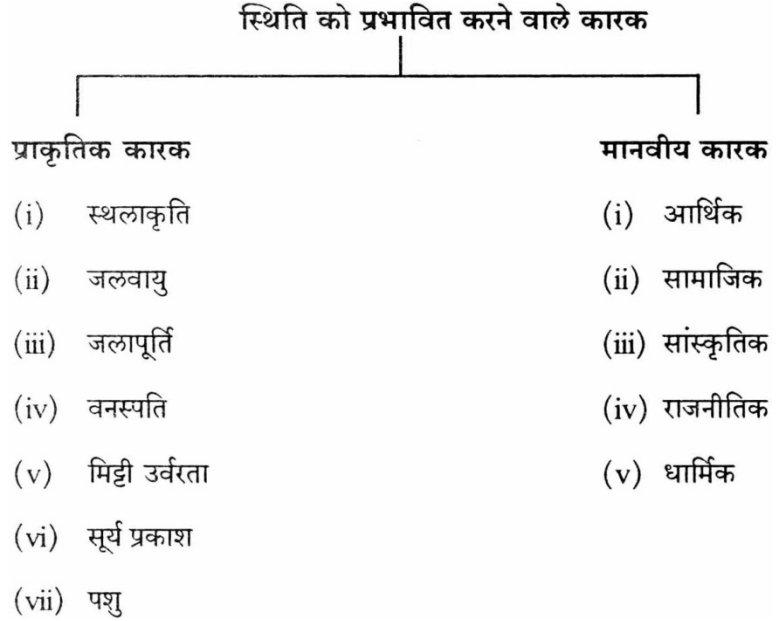 स्थिति को प्रभावित करने वाले कारक
प्राकृतिक कारक
(i) स्थलाकृति
(ii) जलवायु
(iii) जलापूर्ति
(iv) वनस्पति
(v) मिट्टी उर्वरता
(vi) सूर्य प्रकाश
(vii) पशु
मानवीय कारक
(i) आर्थिक
(ii) सामाजिक
(iii) सांस्कृतिक
(iv) राजनीतिक
(v) धार्मिक